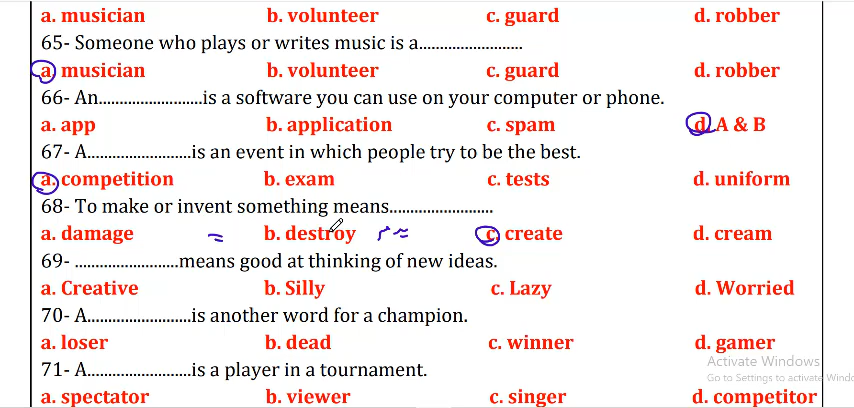 a. musician b. volunteer c. guard d. robber
65- Someone who plays or writes music is a........................
a. musician b. volunteer c. guard d. robber
66- An........................is a software you can use on your computer or phone.
a. app b. application c. spam d. A & B
67- A........................is an event in which people try to be the best.
a. competition b. exam c. tests d. uniform
68- To make or invent something means........................
a. damage = b. destroy c. create d. cream
69- ........................means good at thinking of new ideas.
a. Creative b. Silly c. Lazy d. Worried
70- A........................is another word for a champion.
a. loser b. dead c. winner d. gamer
71- A........................is a player in a tournament.
a. spectator b. viewer c. singer d. competitor
Activate Windows
Go to Settings to activate Windo